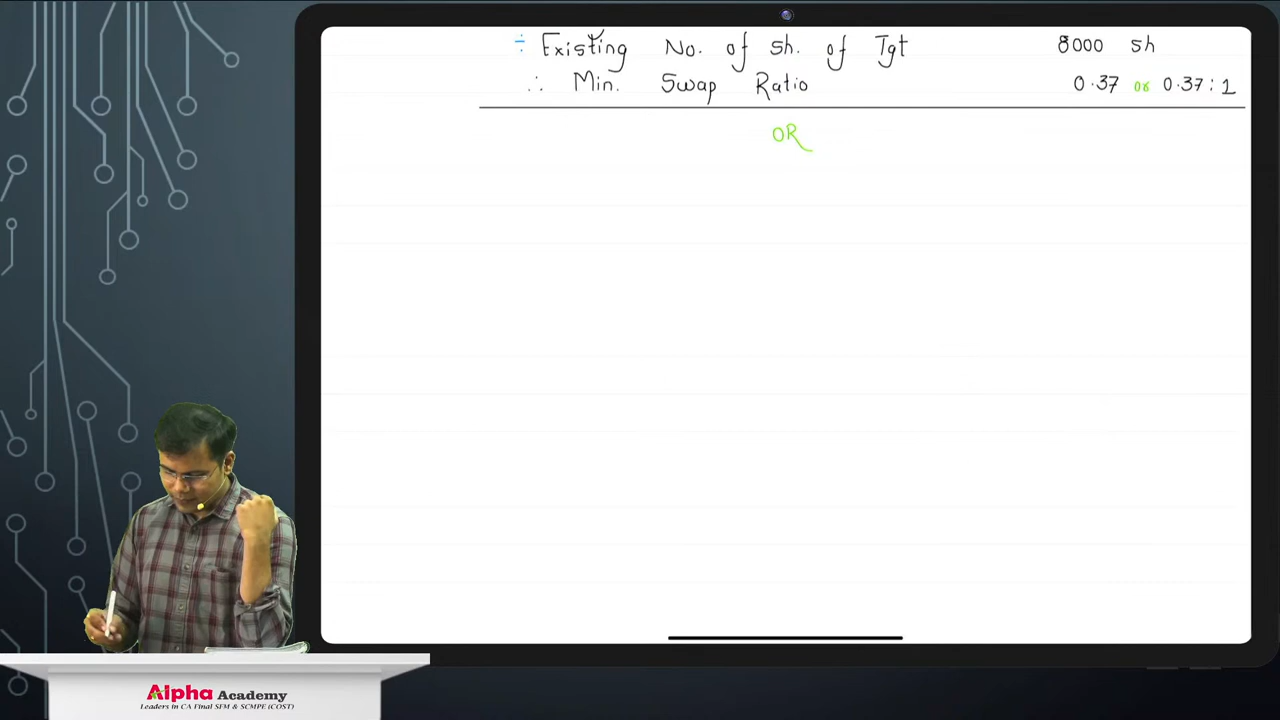 ÷ Existing No. of sh. of Tgt 8000 sh
∴ Min. Swap Ratio 0.37 or 0.37 : 1
OR
Alpha Academy
Leaders in CA Final SFM & SCMPE (COST)